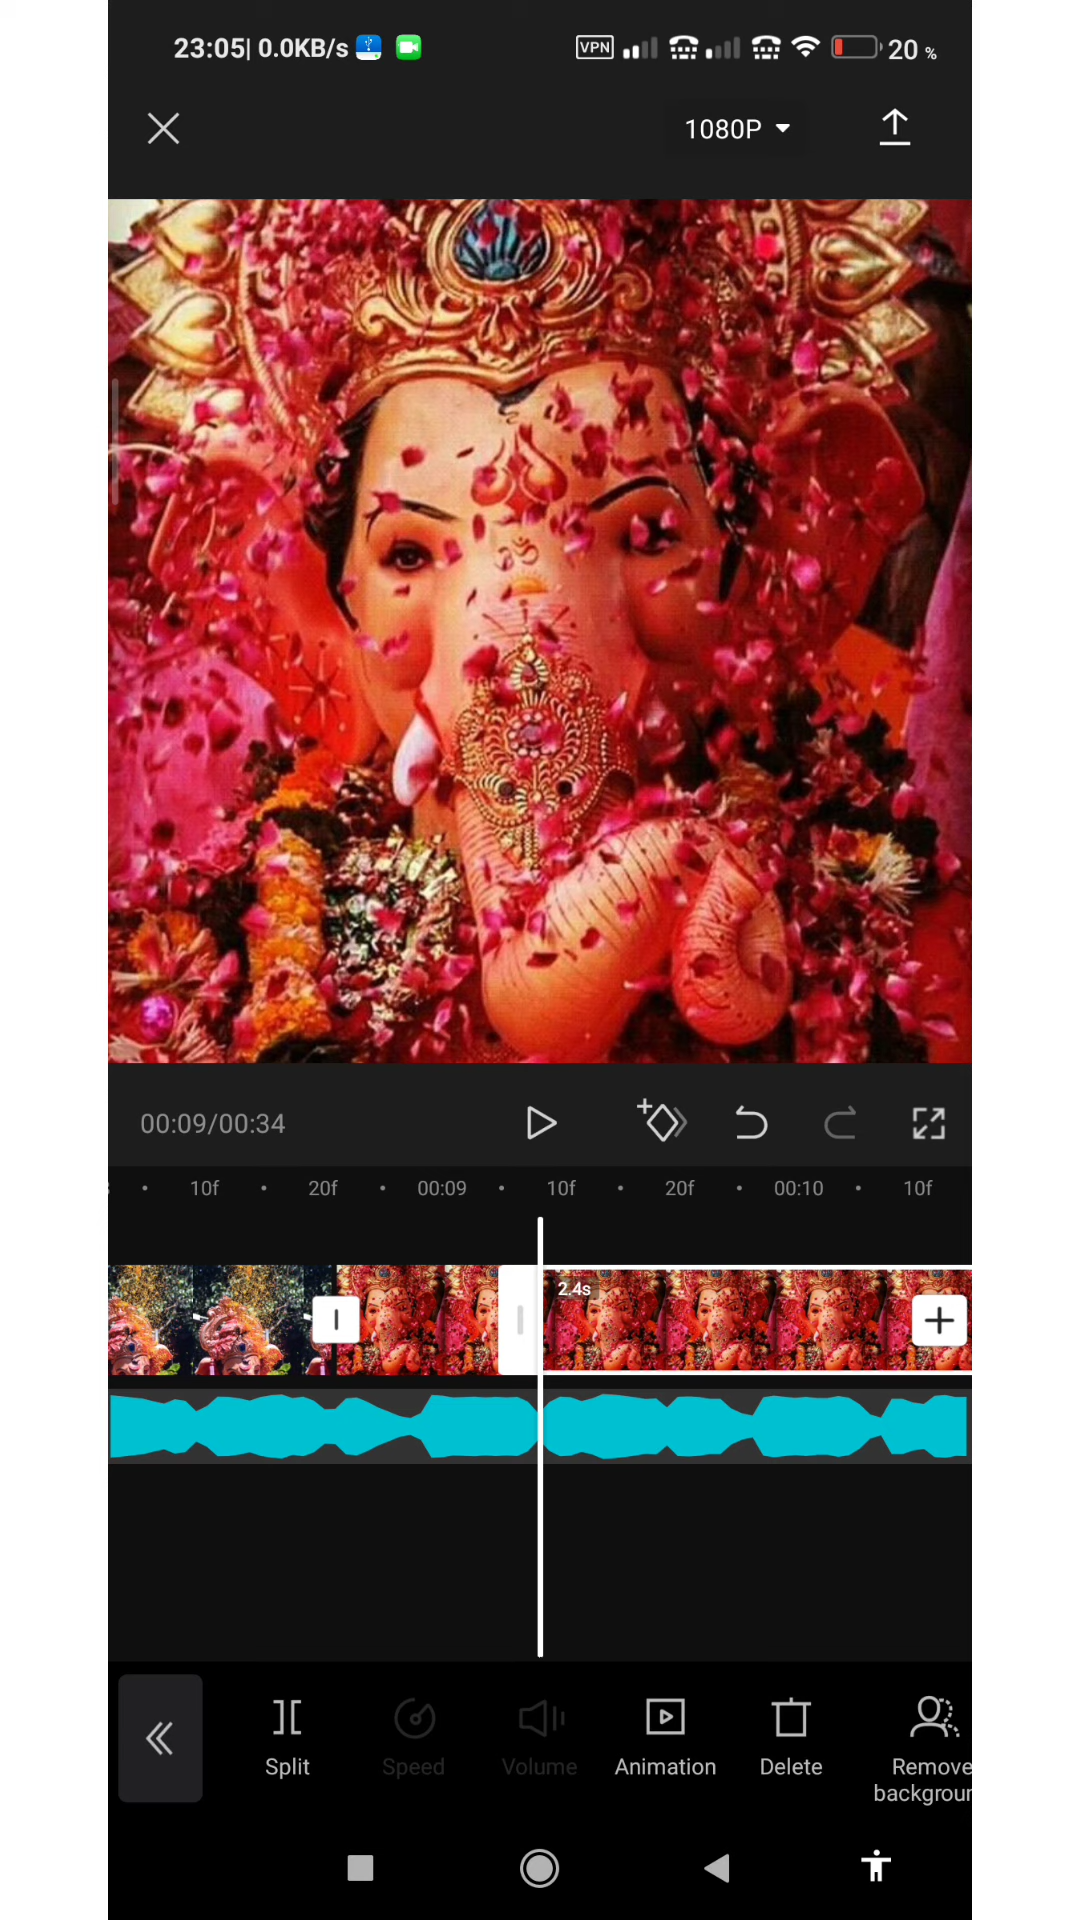 23:05| 0.0KB/s VPN 20 %
1080P
ॐ
00:09/00:34
10f 20f 00:09 10f 20f 00:10 10f
2.4s
Split Speed Volume Animation Delete Remove
backgroun